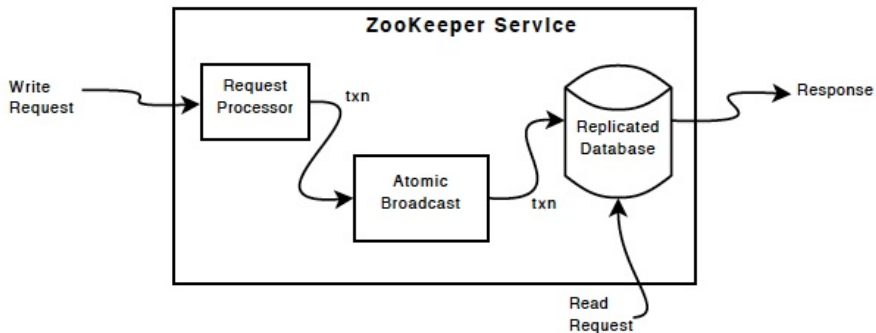 ZooKeeper Service
Write
Request
Request
Processor
txn
Atomic
Broadcast
txn
Replicated
Database
Response
Read
Request